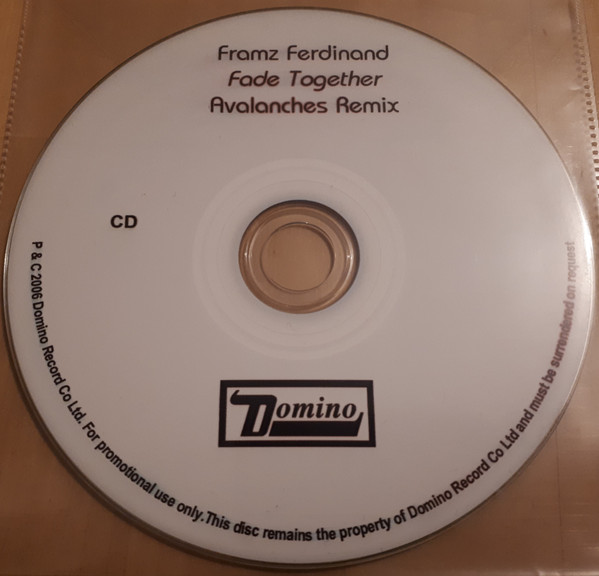 Framz Ferdinand
Fade Together
Avalanches Remix
CD
Domino
P & C 2006 Domino Record Co Ltd. For promotional use only. This disc remains the property of Domino Record Co Ltd and must be surrendered on request